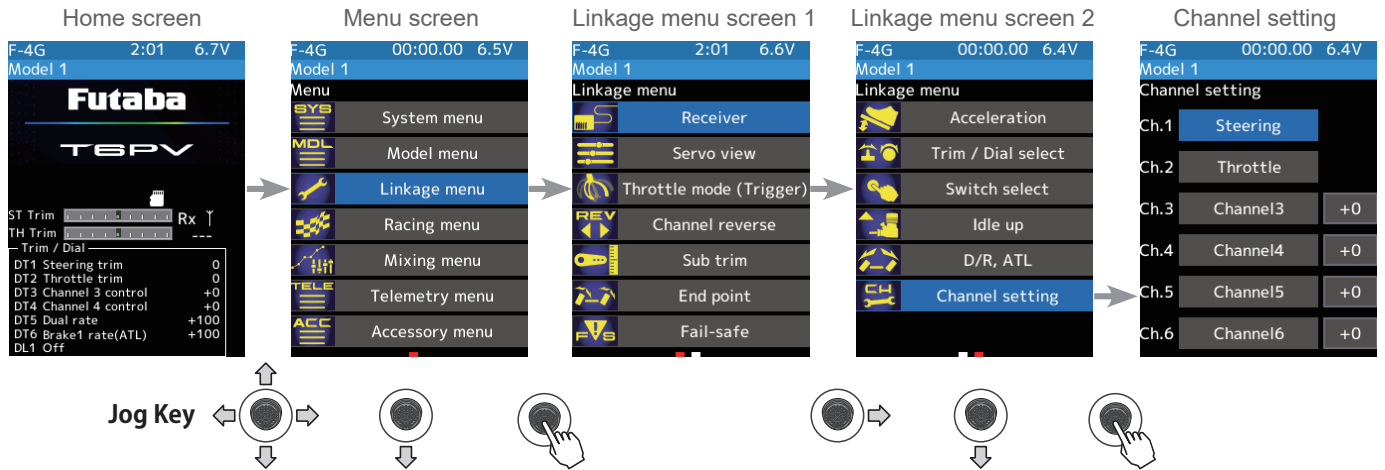 Home screen
F-4G 2:01 6.7V
Model 1
Futaba
T6PV
ST Trim
Rx
TH Trim
---
Trim / Dial
DT1 Steering trim 0
DT2 Throttle trim 0
DT3 Channel 3 control +0
DT4 Channel 4 control +0
DT5 Dual rate +100
DT6 Brake1 rate(ATL) +100
DL1 Off
Menu screen
F-4G 00:00.00 6.5V
Model 1
Menu
SYS System menu
MDL Model menu
Linkage menu
Racing menu
Mixing menu
TELE Telemetry menu
ACC Accessory menu
Linkage menu screen 1
F-4G 2:01 6.6V
Model 1
Linkage menu
Receiver
Servo view
Throttle mode (Trigger)
REV Channel reverse
Sub trim
End point
F S Fail-safe
Linkage menu screen 2
F-4G 00:00.00 6.4V
Model 1
Linkage menu
Acceleration
Trim / Dial select
Switch select
Idle up
D/R, ATL
CH Channel setting
Channel setting
F-4G 00:00.00 6.4V
Model 1
Channel setting
Ch.1 Steering
Ch.2 Throttle
Ch.3 Channel3 +0
Ch.4 Channel4 +0
Ch.5 Channel5 +0
Ch.6 Channel6 +0
Jog Key